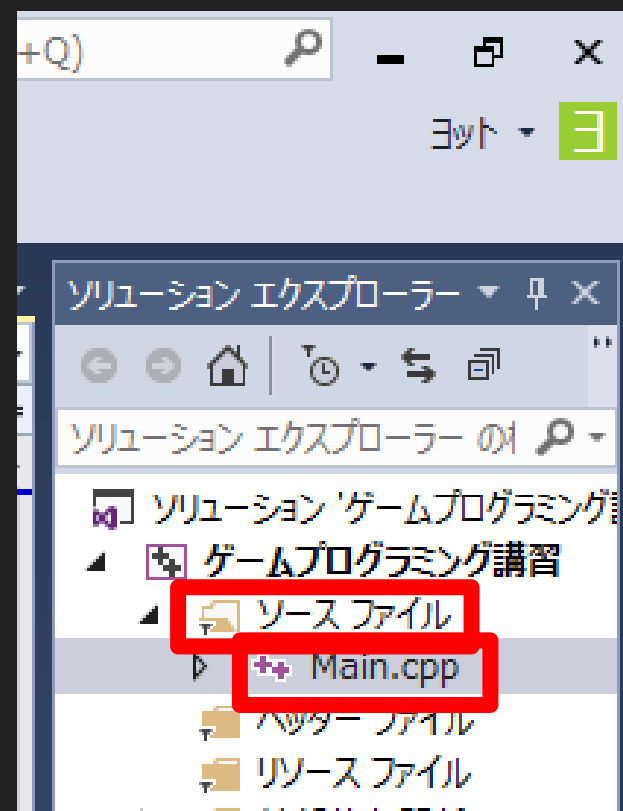 +Q)
ヨット
ヨ
ソリューション エクスプローラー
ソリューション エクスプローラー の
ソリューション 'ゲームプログラミング
ゲームプログラミング講習
ソース ファイル
Main.cpp
ヘッダー ファイル
リソース ファイル